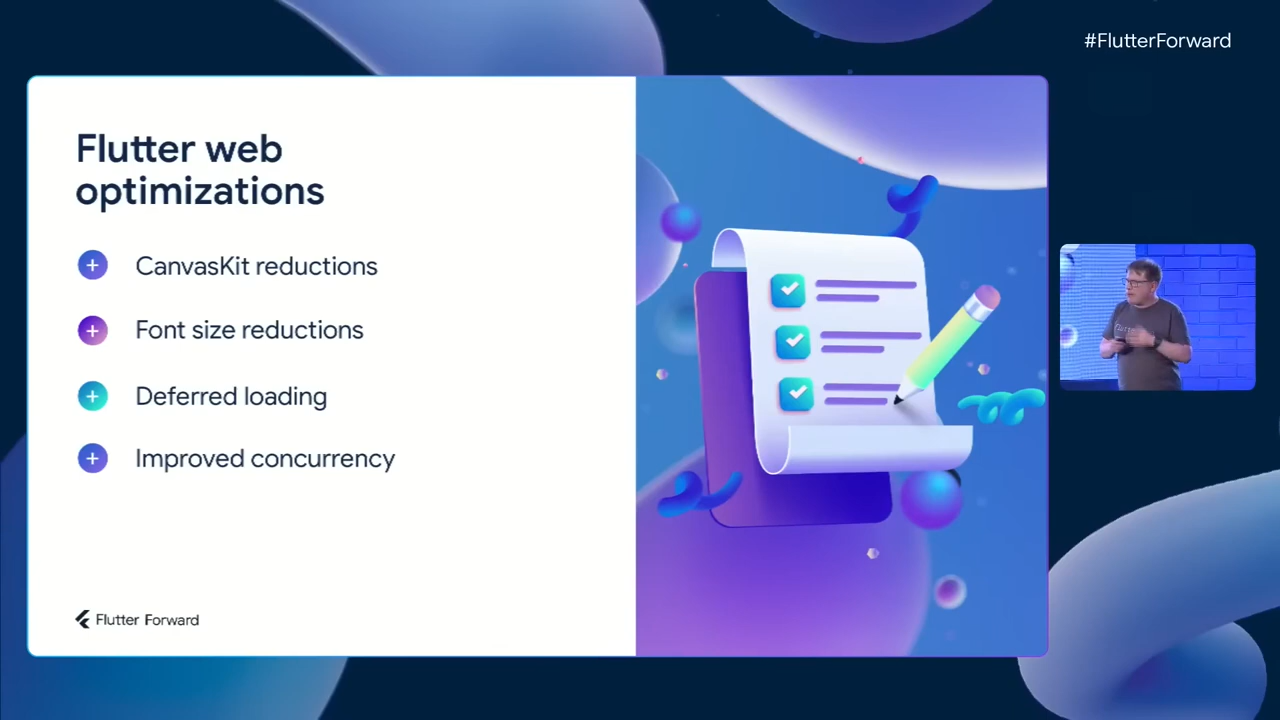 #FlutterForward
Flutter web
optimizations
CanvasKit reductions
Font size reductions
Deferred loading
Improved concurrency
Flutter Forward